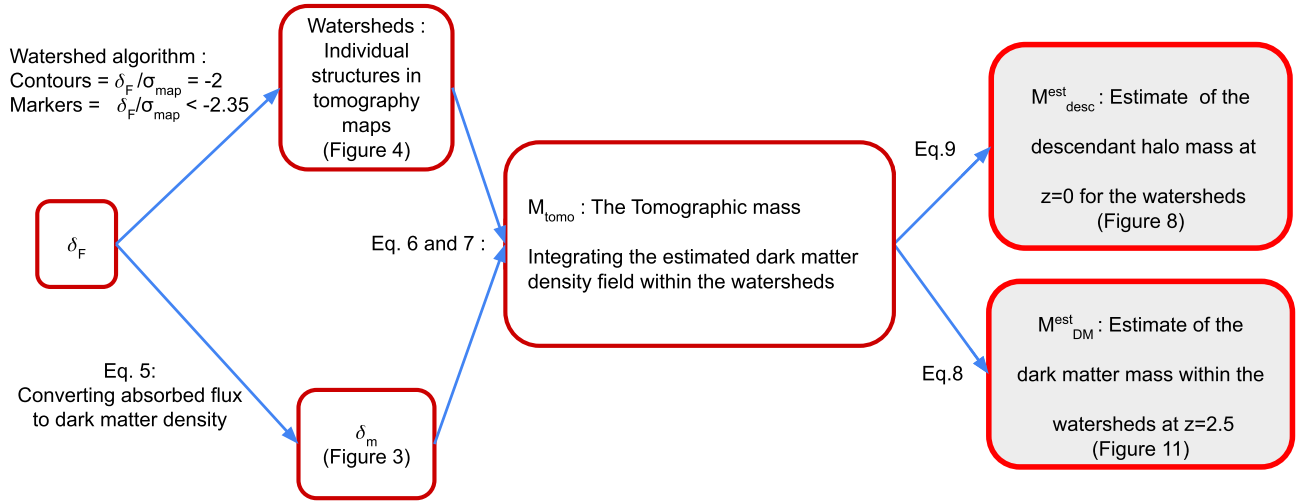 Watershed algorithm :
Contours = δF /σmap = -2
Markers = δF/σmap < -2.35
Watersheds :
Individual
structures in
tomography
maps
(Figure 4)
δF
Eq. 5:
Converting absorbed flux
to dark matter density
δm
(Figure 3)
Eq. 6 and 7 :
Mtomo : The Tomographic mass
Integrating the estimated dark matter
density field within the watersheds
Eq.9
Mestdesc : Estimate of the
descendant halo mass at
z=0 for the watersheds
(Figure 8)
Eq.8
MestDM : Estimate of the
dark matter mass within the
watersheds at z=2.5
(Figure 11)